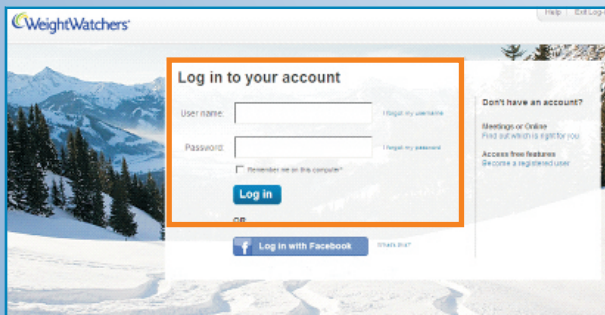 Help | Exit Log-
WeightWatchers
Log in to your account
User name:
I forgot my username
Don't have an account?
Meetings or Online
Find out which is right for you
Password:
I forgot my password
Access free features
Become a registered user
Remember me on this computer*
Log in
OR
f Log in with Facebook
What's this?